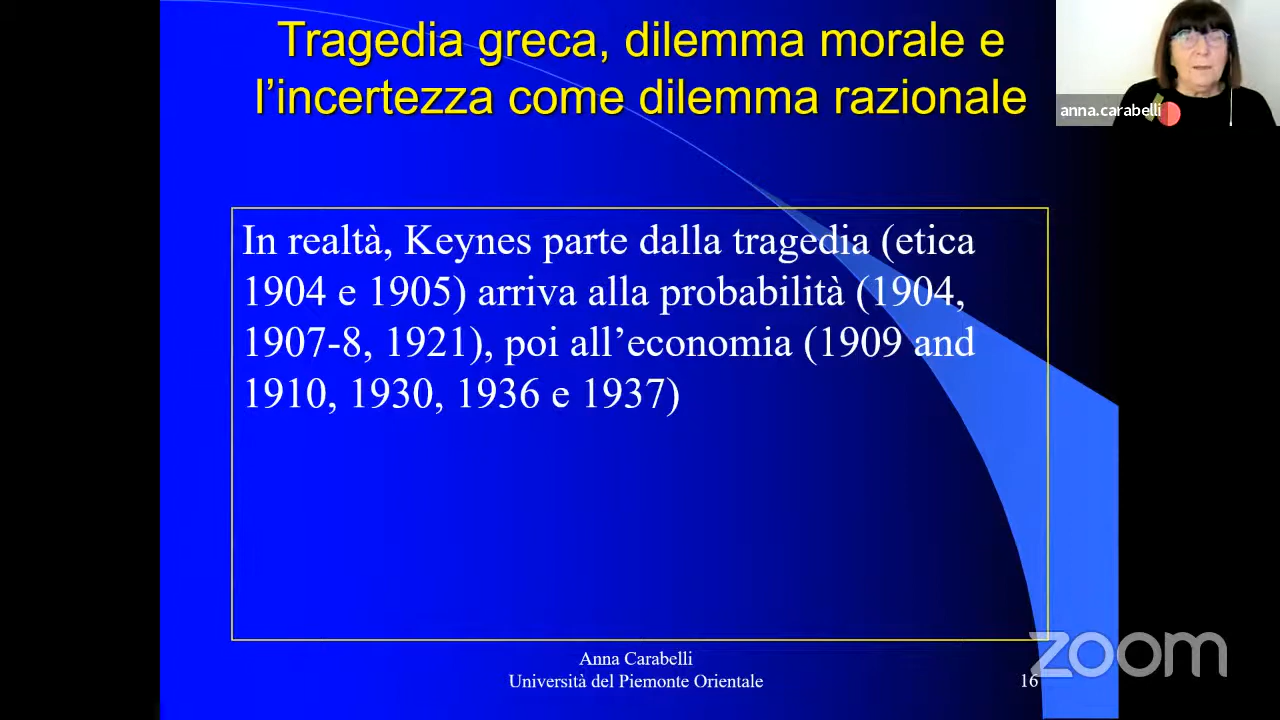 Tragedia greca, dilemma morale e
l'incertezza come dilemma razionale
anna.carabelli
In realtà, Keynes parte dalla tragedia (etica
1904 e 1905) arriva alla probabilità (1904,
1907-8, 1921), poi all'economia (1909 and
1910, 1930, 1936 e 1937)
Anna Carabelli
Università del Piemonte Orientale
16
zoom